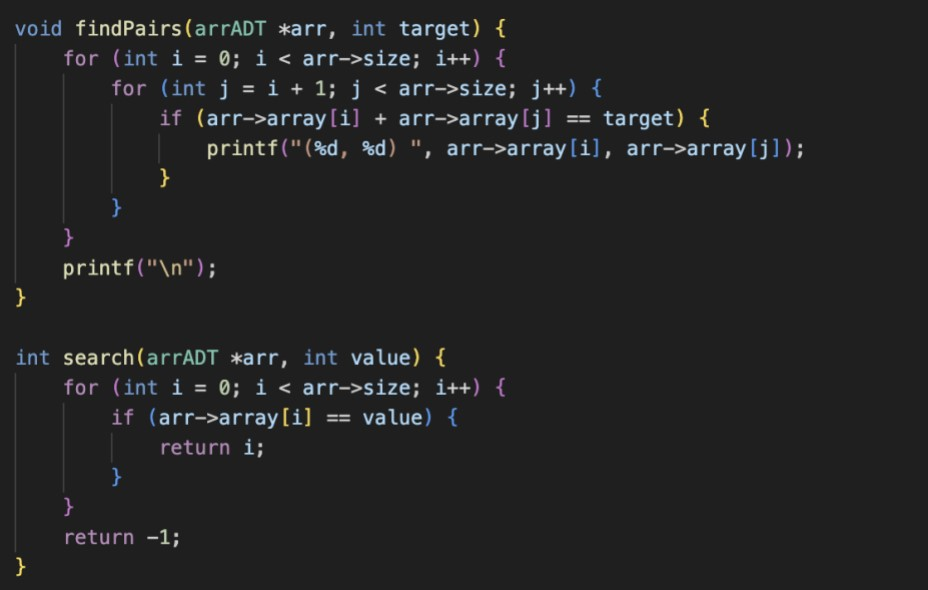 void findPairs(arrADT *arr, int target) {
    for (int i = 0; i < arr->size; i++) {
        for (int j = i + 1; j < arr->size; j++) {
            if (arr->array[i] + arr->array[j] == target) {
                printf("(%d, %d) ", arr->array[i], arr->array[j]);
            }
        }
    }
    printf("\n");
}

int search(arrADT *arr, int value) {
    for (int i = 0; i < arr->size; i++) {
        if (arr->array[i] == value) {
            return i;
        }
    }
    return -1;
}